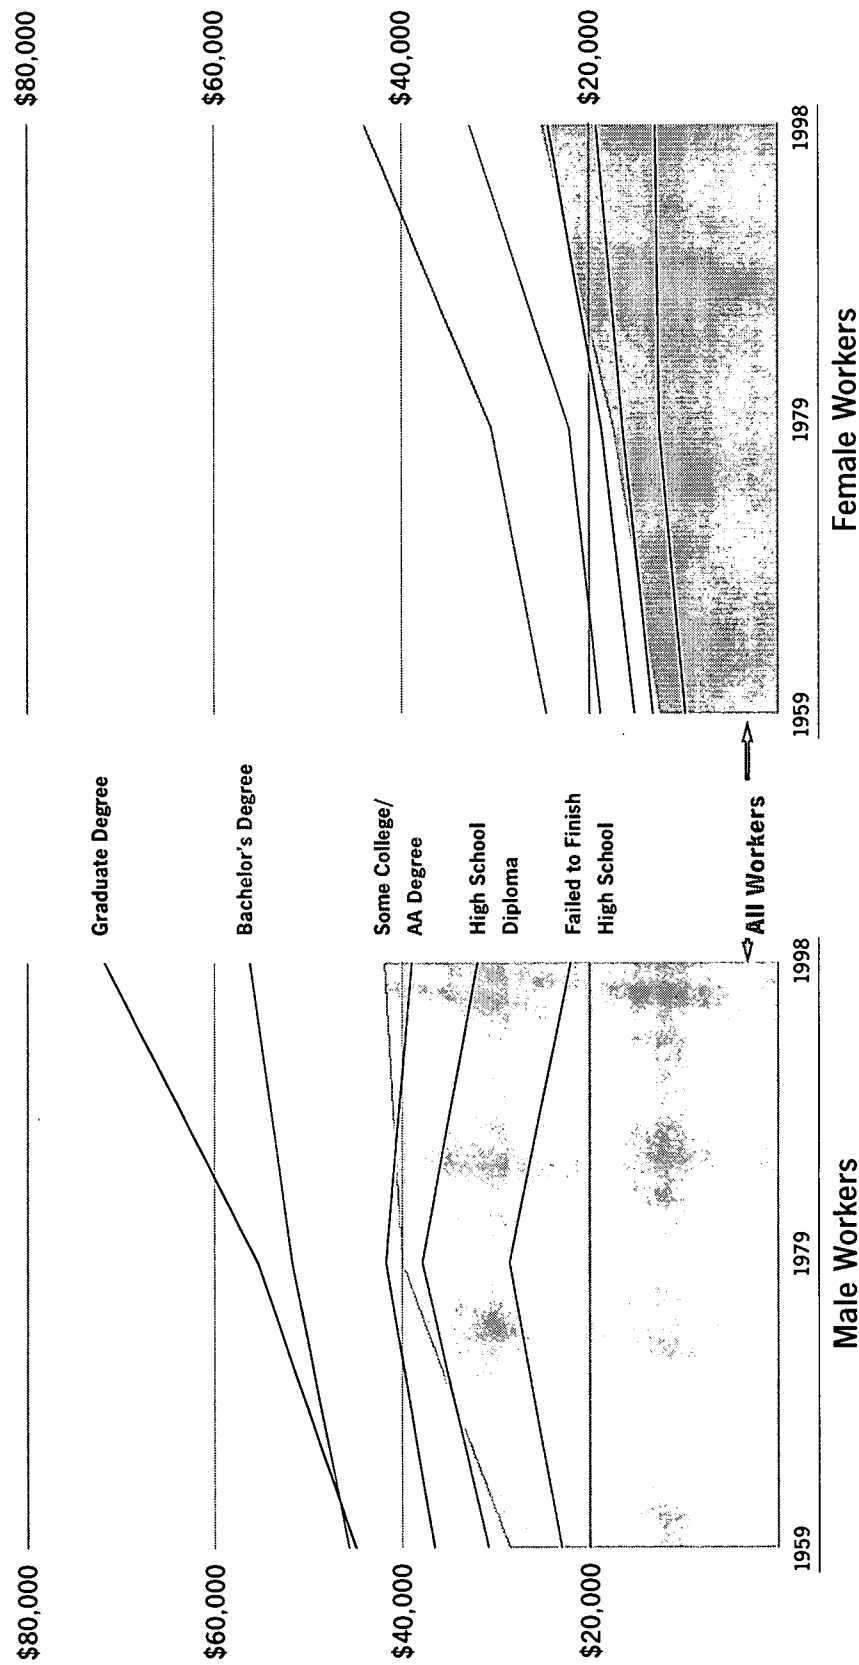 $80,000
$60,000
$40,000
$20,000
1959
1979
1998
Male Workers
Graduate Degree
Bachelor's Degree
Some College/
AA Degree
High School
Diploma
Failed to Finish
High School
All Workers
1959
1979
1998
Female Workers
$80,000
$60,000
$40,000
$20,000